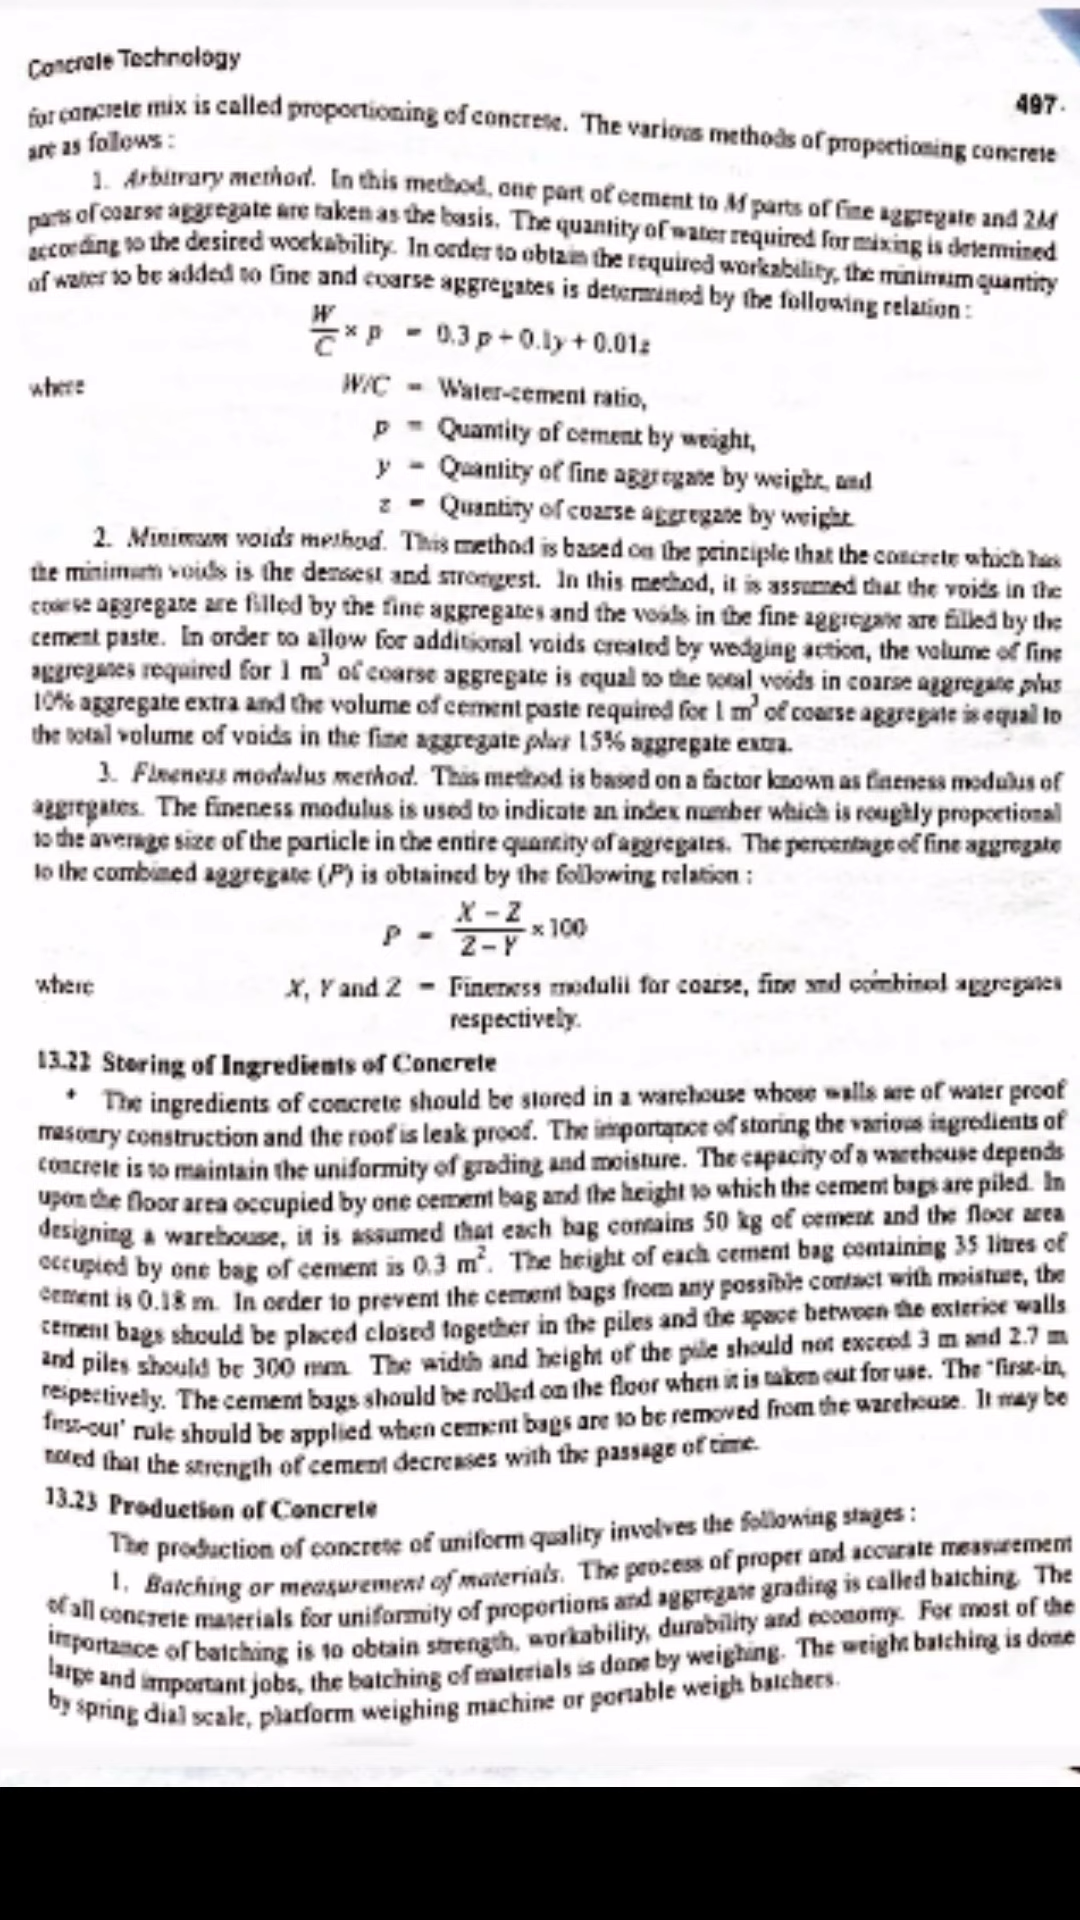 Concrete Technology
497.
for concrete mix is called proportioning of concrete. The various methods of proportioning concrete
are as follows :
1. Arbitrary method. In this method, one part of cement to M parts of fine aggregate and 2M
parts of coarse aggregate are taken as the basis. The quantity of water required for mixing is determined
according to the desired workability. In order to obtain the required workability, the minimum quantity
of water to be added to fine and coarse aggregates is determined by the following relation :
W/C × p = 0.3 p + 0.1y + 0.01z
where W/C = Water-cement ratio,
p = Quantity of cement by weight,
y = Quantity of fine aggregate by weight, and
z = Quantity of coarse aggregate by weight.
2. Minimum voids method. This method is based on the principle that the concrete which has
the minimum voids is the densest and strongest. In this method, it is assumed that the voids in the
coarse aggregate are filled by the fine aggregates and the voids in the fine aggregate are filled by the
cement paste. In order to allow for additional voids created by wedging action, the volume of fine
aggregates required for 1 m³ of coarse aggregate is equal to the total voids in coarse aggregate plus
10% aggregate extra and the volume of cement paste required for 1 m³ of coarse aggregate is equal to
the total volume of voids in the fine aggregate plus 15% aggregate extra.
3. Fineness modulus method. This method is based on a factor known as fineness modulus of
aggregates. The fineness modulus is used to indicate an index number which is roughly proportional
to the average size of the particle in the entire quantity of aggregates. The percentage of fine aggregate
to the combined aggregate (P) is obtained by the following relation :
P = X – Z / Z – Y × 100
where X, Y and Z = Fineness modulii for coarse, fine and combined aggregates
respectively.
13.22 Storing of Ingredients of Concrete
The ingredients of concrete should be stored in a warehouse whose walls are of water proof
masonry construction and the roof is leak proof. The importance of storing the various ingredients of
concrete is to maintain the uniformity of grading and moisture. The capacity of a warehouse depends
upon the floor area occupied by one cement bag and the height to which the cement bags are piled. In
designing a warehouse, it is assumed that each bag contains 50 kg of cement and the floor area
occupied by one bag of cement is 0.3 m². The height of each cement bag containing 35 litres of
cement is 0.18 m. In order to prevent the cement bags from any possible contact with moisture, the
cement bags should be placed closed together in the piles and the space between the exterior walls
and piles should be 300 mm. The width and height of the pile should not exceed 3 m and 2.7 m
respectively. The cement bags should be rolled on the floor when it is taken out for use. The 'first-in,
first-out' rule should be applied when cement bags are to be removed from the warehouse. It may be
noted that the strength of cement decreases with the passage of time.
13.23 Production of Concrete
The production of concrete of uniform quality involves the following stages :
1. Batching or measurement of materials. The process of proper and accurate measurement
of all concrete materials for uniformity of proportions and aggregate grading is called batching. The
importance of batching is to obtain strength, workability, durability and economy. For most of the
large and important jobs, the batching of materials is done by weighing. The weight batching is done
by spring dial scale, platform weighing machine or portable weigh batchers.